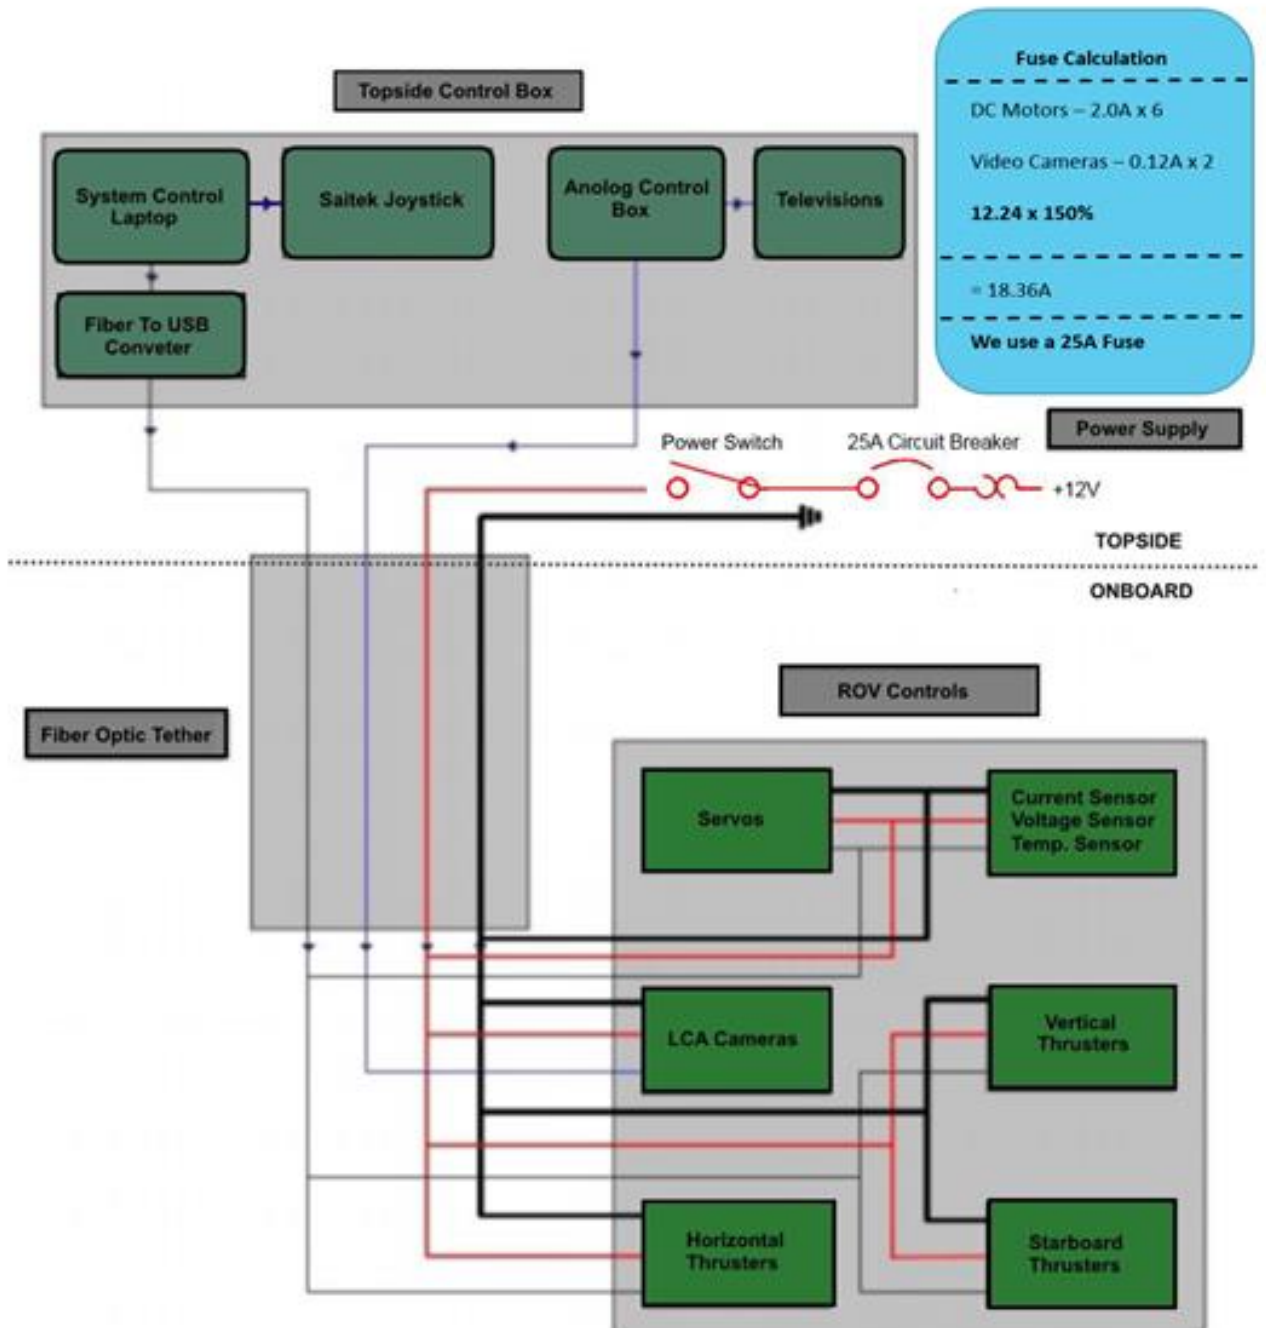 Fuse Calculation
DC Motors – 2.0A x 6
Video Cameras – 0.12A x 2
12.24 x 150%
= 18.36A
We use a 25A Fuse
Topside Control Box
System Control
Laptop
Saitek Joystick
Anolog Control
Box
Televisions
Fiber To USB
Conveter
Power Supply
Power Switch
25A Circuit Breaker
+12V
TOPSIDE
ONBOARD
Fiber Optic Tether
ROV Controls
Servos
Current Sensor
Voltage Sensor
Temp. Sensor
LCA Cameras
Vertical
Thrusters
Horizontal
Thrusters
Starboard
Thrusters